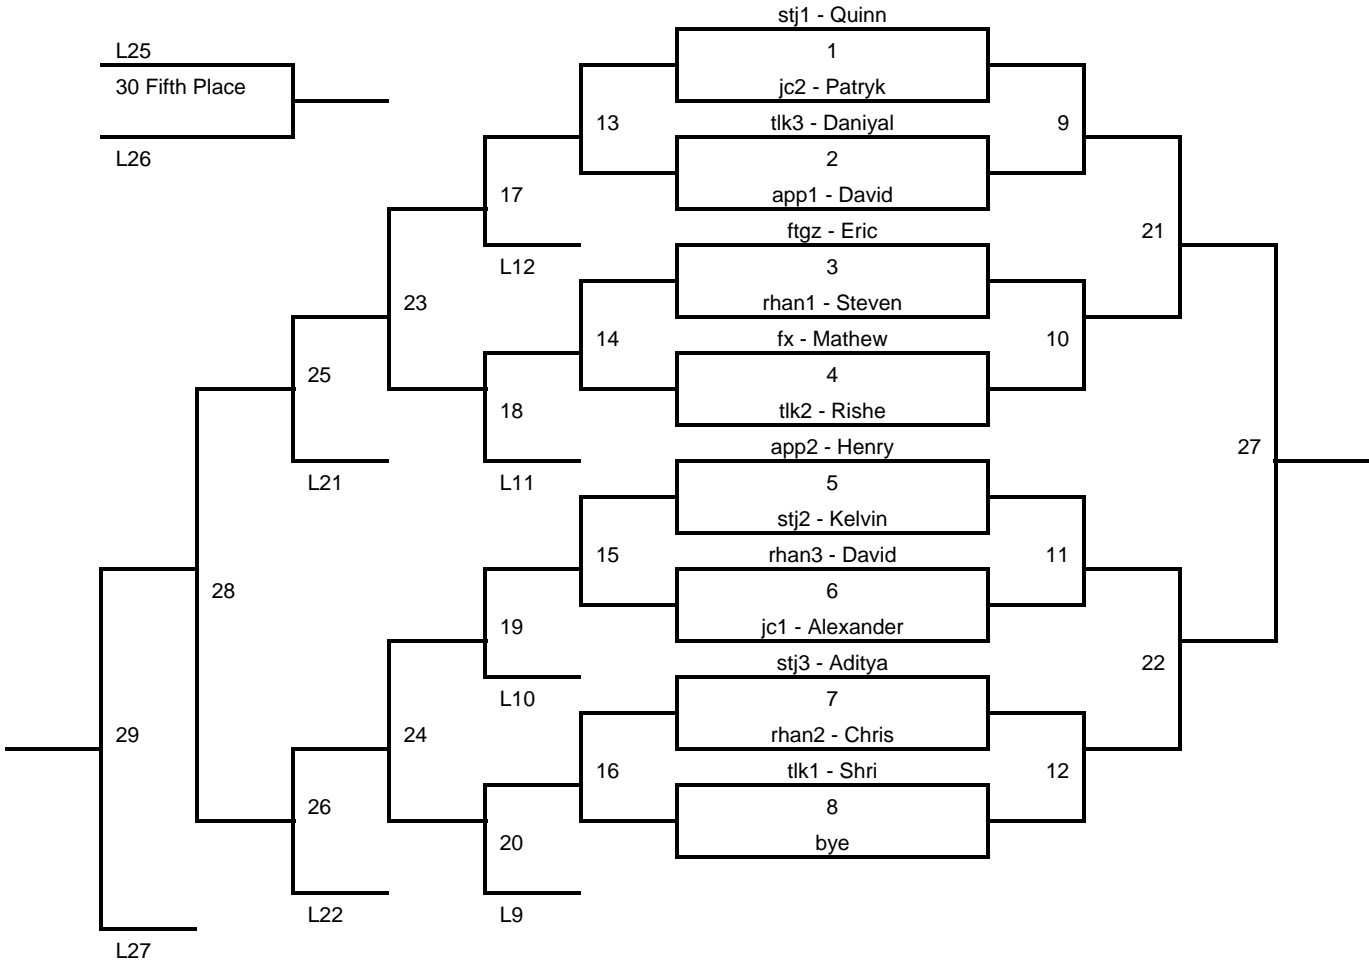 stj1 - Quinn
L25
1
30 Fifth Place
jc2 - Patryk
13
tlk3 - Daniyal
9
L26
2
17
app1 - David
ftgz - Eric
21
L12
3
23
rhan1 - Steven
14
fx - Mathew
10
25
4
18
tlk2 - Rishe
app2 - Henry
27
L21
L11
5
stj2 - Kelvin
15
rhan3 - David
11
28
6
19
jc1 - Alexander
stj3 - Aditya
22
L10
7
29
24
rhan2 - Chris
16
tlk1 - Shri
12
26
8
20
bye
L22
L9
L27